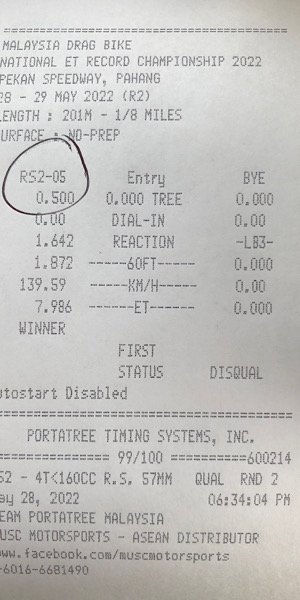 MALAYSIA DRAG BIKE
NATIONAL ET RECORD CHAMPIONSHIP 2022
PEKAN SPEEDWAY, PAHANG
28 - 29 MAY 2022 (R2)
LENGTH : 201M - 1/8 MILES
SURFACE : NO-PREP
RS2-05 Entry BYE
0.500 0.000 TREE 0.000
0.00 DIAL-IN 0.00
1.642 REACTION -LB3-
1.872 -----60FT------ 0.000
139.59 -----KM/H------ 0.00
7.986 ------ET------- 0.000
WINNER
FIRST
STATUS DISQUAL
utostart Disabled
PORTATREE TIMING SYSTEMS, INC.
=============== 99/100 ==========600214
S2 - 4T<160CC R.S. 57MM QUAL RND 2
ay 28, 2022 06:34:04 PM
EAM PORTATREE MALAYSIA
USC MOTORSPORTS - ASEAN DISTRIBUTOR
ww.facebook.com/muscmotorsports
-6016-6681490